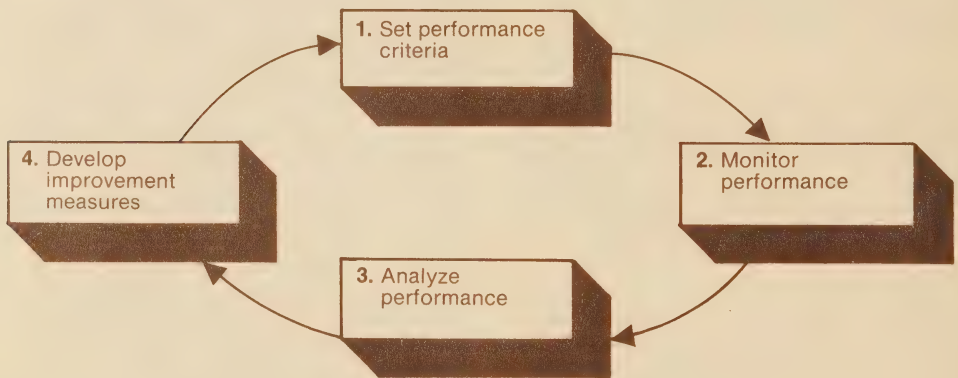 1. Set performance
criteria
2. Monitor
performance
3. Analyze
performance
4. Develop
improvement
measures